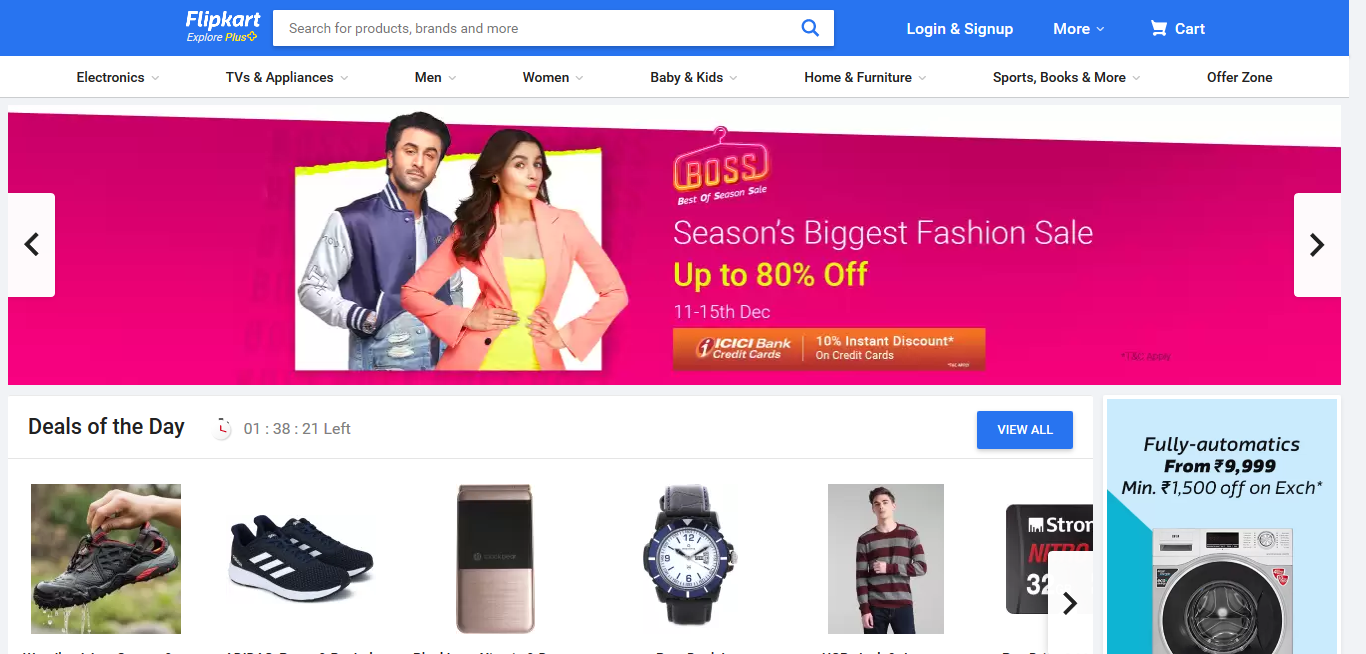 Flipkart
Explore Plus
Search for products, brands and more
Login & Signup
More
Cart
Electronics
TVs & Appliances
Men
Women
Baby & Kids
Home & Furniture
Sports, Books & More
Offer Zone
BOSS
Best Of Season Sale
Season's Biggest Fashion Sale
Up to 80% Off
11-15th Dec
ICICI Bank
Credit Cards
10% Instant Discount*
On Credit Cards
*T&C Apply
*T&C Apply
Deals of the Day
01 : 38 : 21 Left
VIEW ALL
Fully-automatics
From ₹9,999
Min. ₹1,500 off on Exch*
Stron
NITRO
32